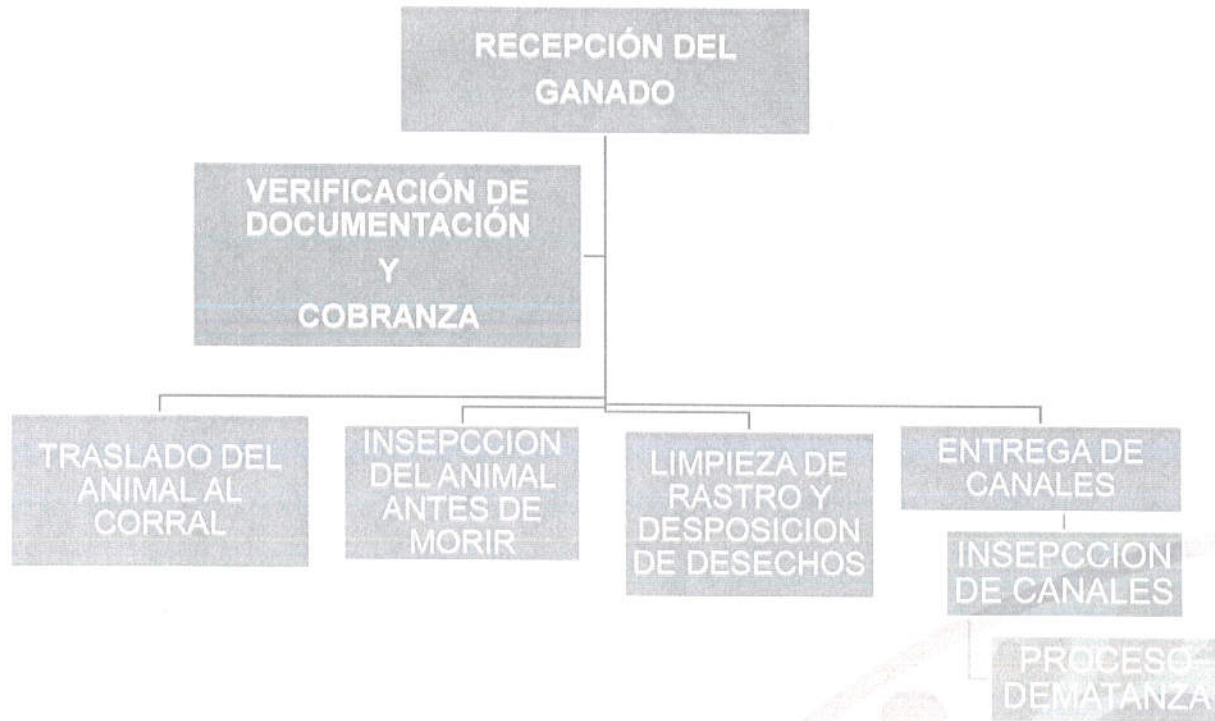 RECEPCIÓN DEL
GANADO
VERIFICACIÓN DE
DOCUMENTACIÓN
Y
COBRANZA
TRASLADO DEL
ANIMAL AL
CORRAL
INSEPCCION
DEL ANIMAL
ANTES DE
MORIR
LIMPIEZA DE
RASTRO Y
DESPOSICION
DE DESECHOS
ENTREGA DE
CANALES
INSEPCCION
DE CANALES
PROCESO
DEMATANZA